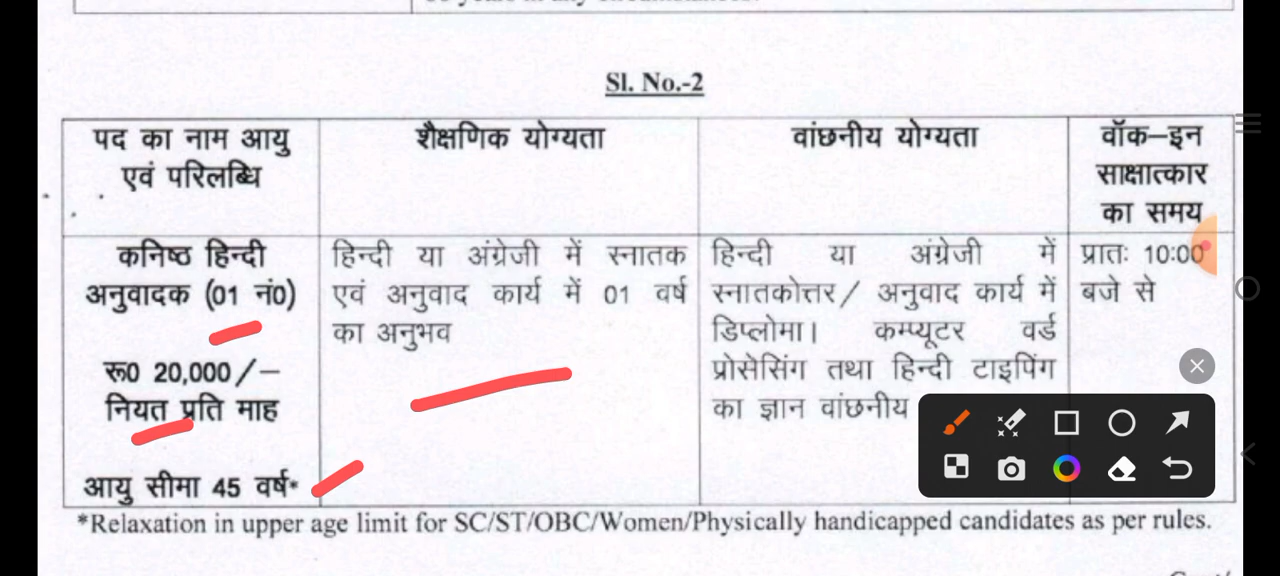 Sl. No.-2
पद का नाम आयु
एवं परिलब्धि
शैक्षणिक योग्यता
वांछनीय योग्यता
वॉक–इन
साक्षात्कार
का समय
कनिष्ठ हिन्दी
अनुवादक (01 नं0)
रू0 20,000/–
नियत प्रति माह
आयु सीमा 45 वर्ष*
हिन्दी या अंग्रेजी में स्नातक
एवं अनुवाद कार्य में 01 वर्ष
का अनुभव
हिन्दी या अंग्रेजी में
स्नातकोत्तर/ अनुवाद कार्य में
डिप्लोमा। कम्प्यूटर वर्ड
प्रोसेसिंग तथा हिन्दी टाइपिंग
का ज्ञान वांछनीय
प्रातः 10:00
बजे से
*Relaxation in upper age limit for SC/ST/OBC/Women/Physically handicapped candidates as per rules.